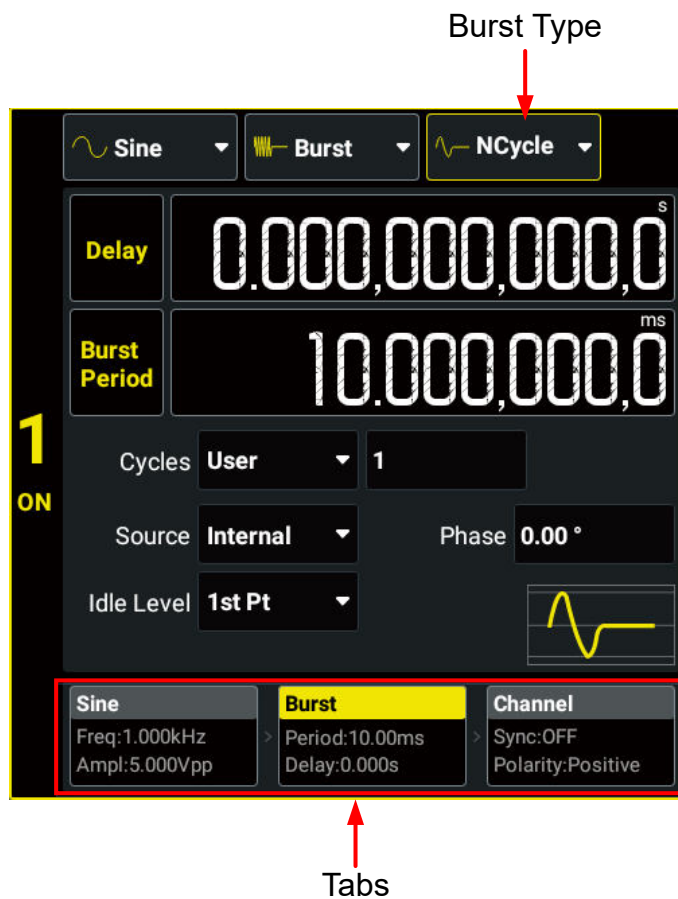 Burst Type
Sine Burst NCycle
Delay 0.000,000,000,0 s
Burst Period 10.000,000,0 ms
1
ON
Cycles User 1
Source Internal Phase 0.00 °
Idle Level 1st Pt
Sine Burst Channel
Freq:1.000kHz > Period:10.00ms > Sync:OFF
Ampl:5.000Vpp Delay:0.000s Polarity:Positive
Tabs